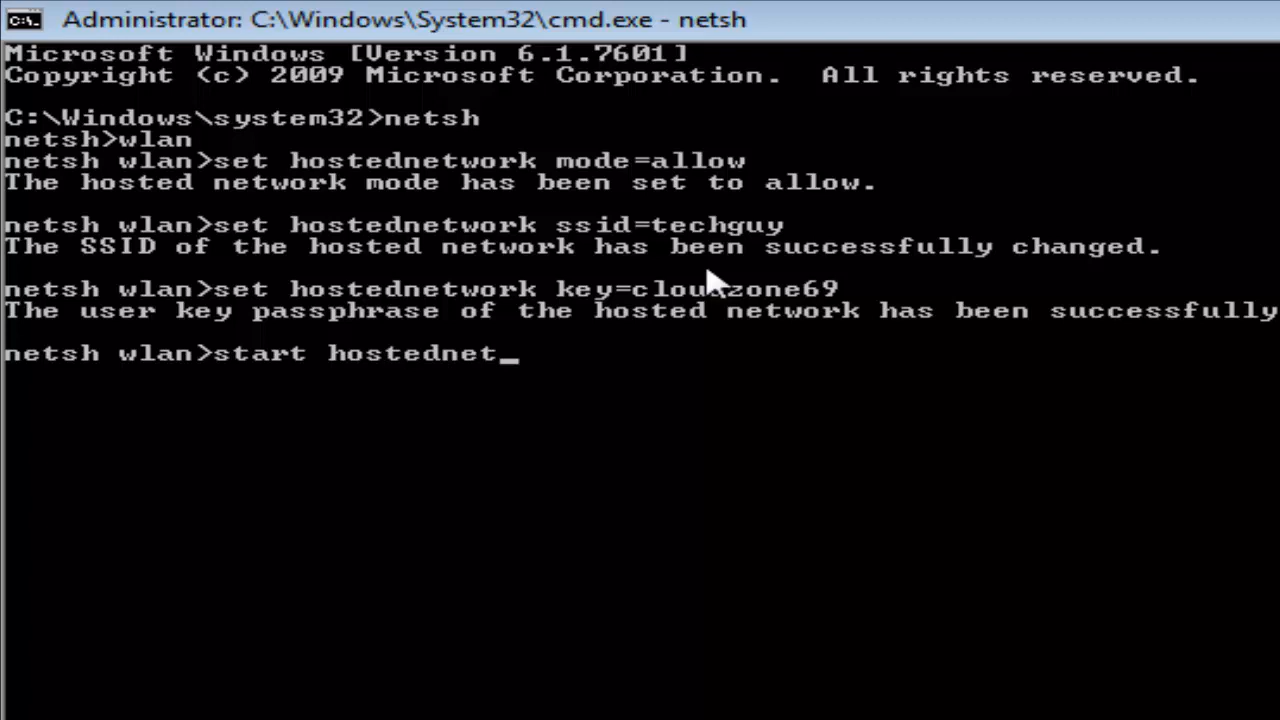 Administrator: C:\Windows\System32\cmd.exe - netsh
Microsoft Windows [Version 6.1.7601]
Copyright (c) 2009 Microsoft Corporation.  All rights reserved.
C:\Windows\system32>netsh
netsh>wlan
netsh wlan>set hostednetwork mode=allow
The hosted network mode has been set to allow.
netsh wlan>set hostednetwork ssid=techguy
The SSID of the hosted network has been successfully changed.
netsh wlan>set hostednetwork key=cloudzone69
The user key passphrase of the hosted network has been successfully
netsh wlan>start hostednet_